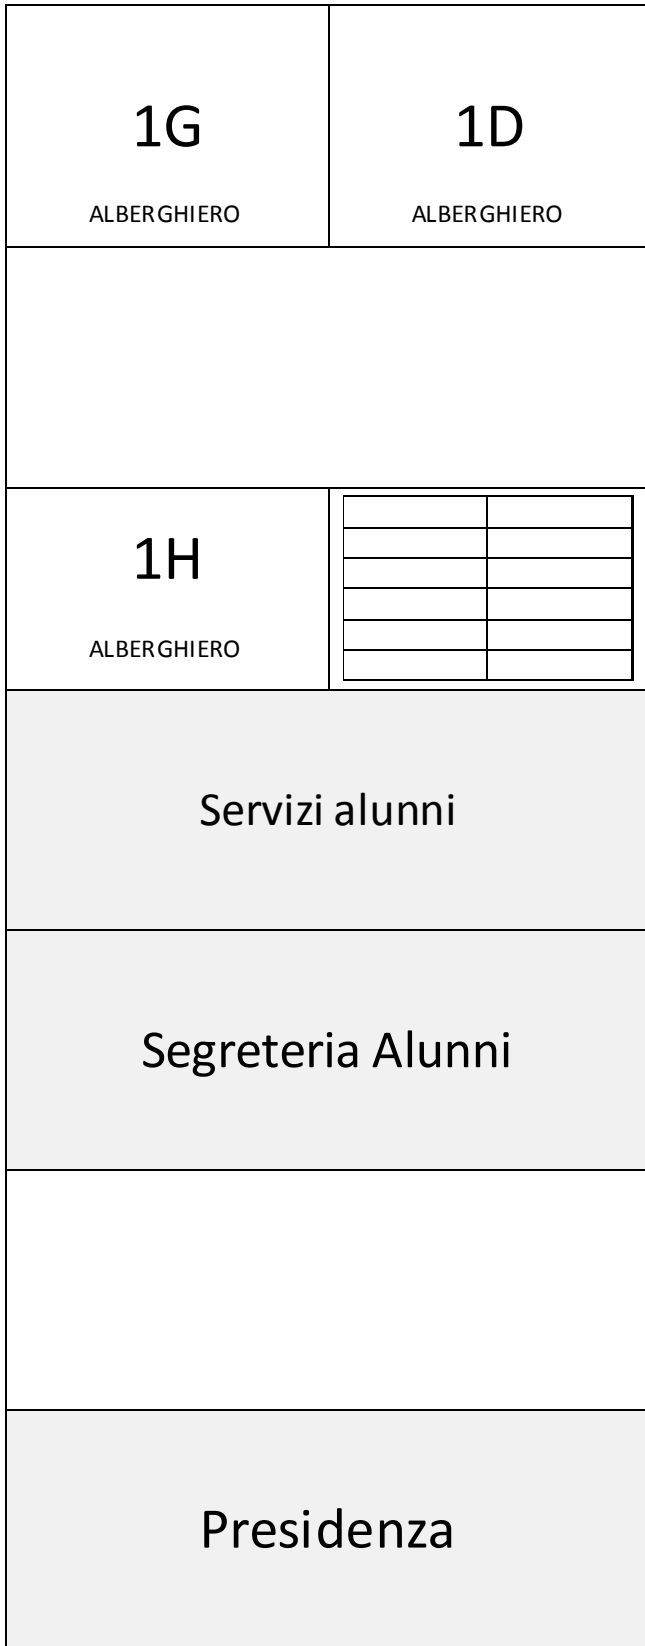 1G
ALBERGHIERO
1D
ALBERGHIERO
1H
ALBERGHIERO
Servizi alunni
Segreteria Alunni
Presidenza